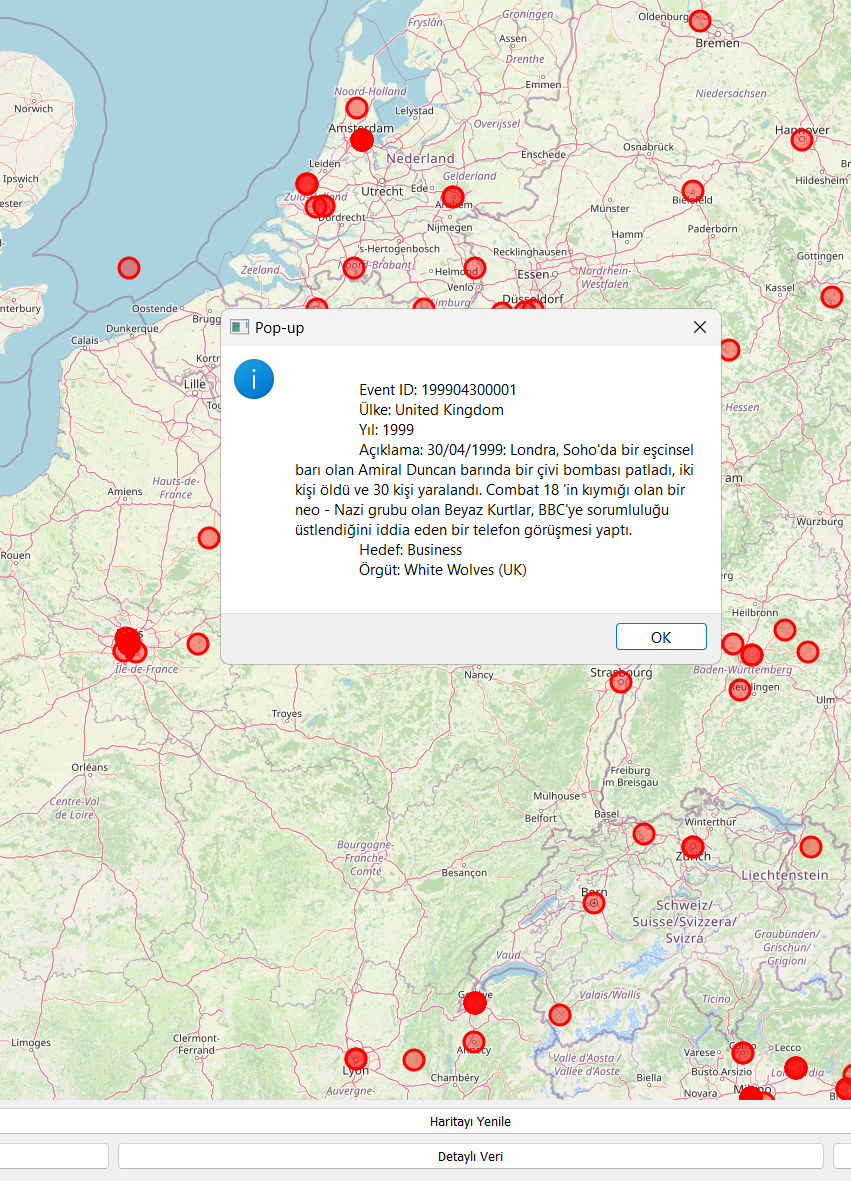 Groningen
Fryslân
Oldenburg
Bremen
Assen
Drenthe
Emmen
Noord-Holland
Lelystad
Niedersachsen
Norwich
Amsterdam
Overijssel
Hannover
Nederland
Enschede
Osnabrück
Leiden
Ipswich
Utrecht
Ede
Gelderland
Hildesheim
Arnhem
Bielefeld
Münster
Dordrecht
Nijmegen
Paderborn
Hamm
's-Hertogenbosch
Recklinghausen
Göttingen
Zeeland
Noord-Brabant
Helmond
Essen
Nordrhein-
Westfalen
Venlo
Kassel
Düsseldorf
Oostende
Dunkerque
Calais
Lille
Pop-up
Event ID: 199904300001
Ülke: United Kingdom
Yıl: 1999
Açıklama: 30/04/1999: Londra, Soho'da bir eşcinsel
barı olan Amiral Duncan barında bir çivi bombası patladı, iki
kişi öldü ve 30 kişi yaralandı. Combat 18 'in kıymığı olan bir
neo - Nazi grubu olan Beyaz Kurtlar, BBC'ye sorumluluğu
üstlendiğini iddia eden bir telefon görüşmesi yaptı.
Hedef: Business
Örgüt: White Wolves (UK)
OK
Hessen
Hauts-de-
France
Amiens
Würzburg
Rouen
Heilbronn
Île-de-France
Nancy
Strasbourg
Baden-Württemberg
Reutlingen
Ulm
Troyes
Orléans
Freiburg
im Breisgau
Mulhouse
Centre-Val
de Loire
Belfort
Basel
Winterthur
Bourgogne-
Franche-
Comté
Zürich
Besançon
Liechtenstein
Bern
Schweiz/
Suisse/Svizzera/
Svizra
Graubünden/
Grischun/
Grigioni
Vaud
Genève
Valais/Wallis
Ticino
Limoges
Clermont-
Ferrand
Annecy
Valle d'Aosta /
Vallée d'Aoste
Varese
Como
Lecco
Lyon
Busto Arsizio
Lombardia
Chambéry
Biella
Auvergne-
Novara
Milano
Haritayı Yenile
Detaylı Veri